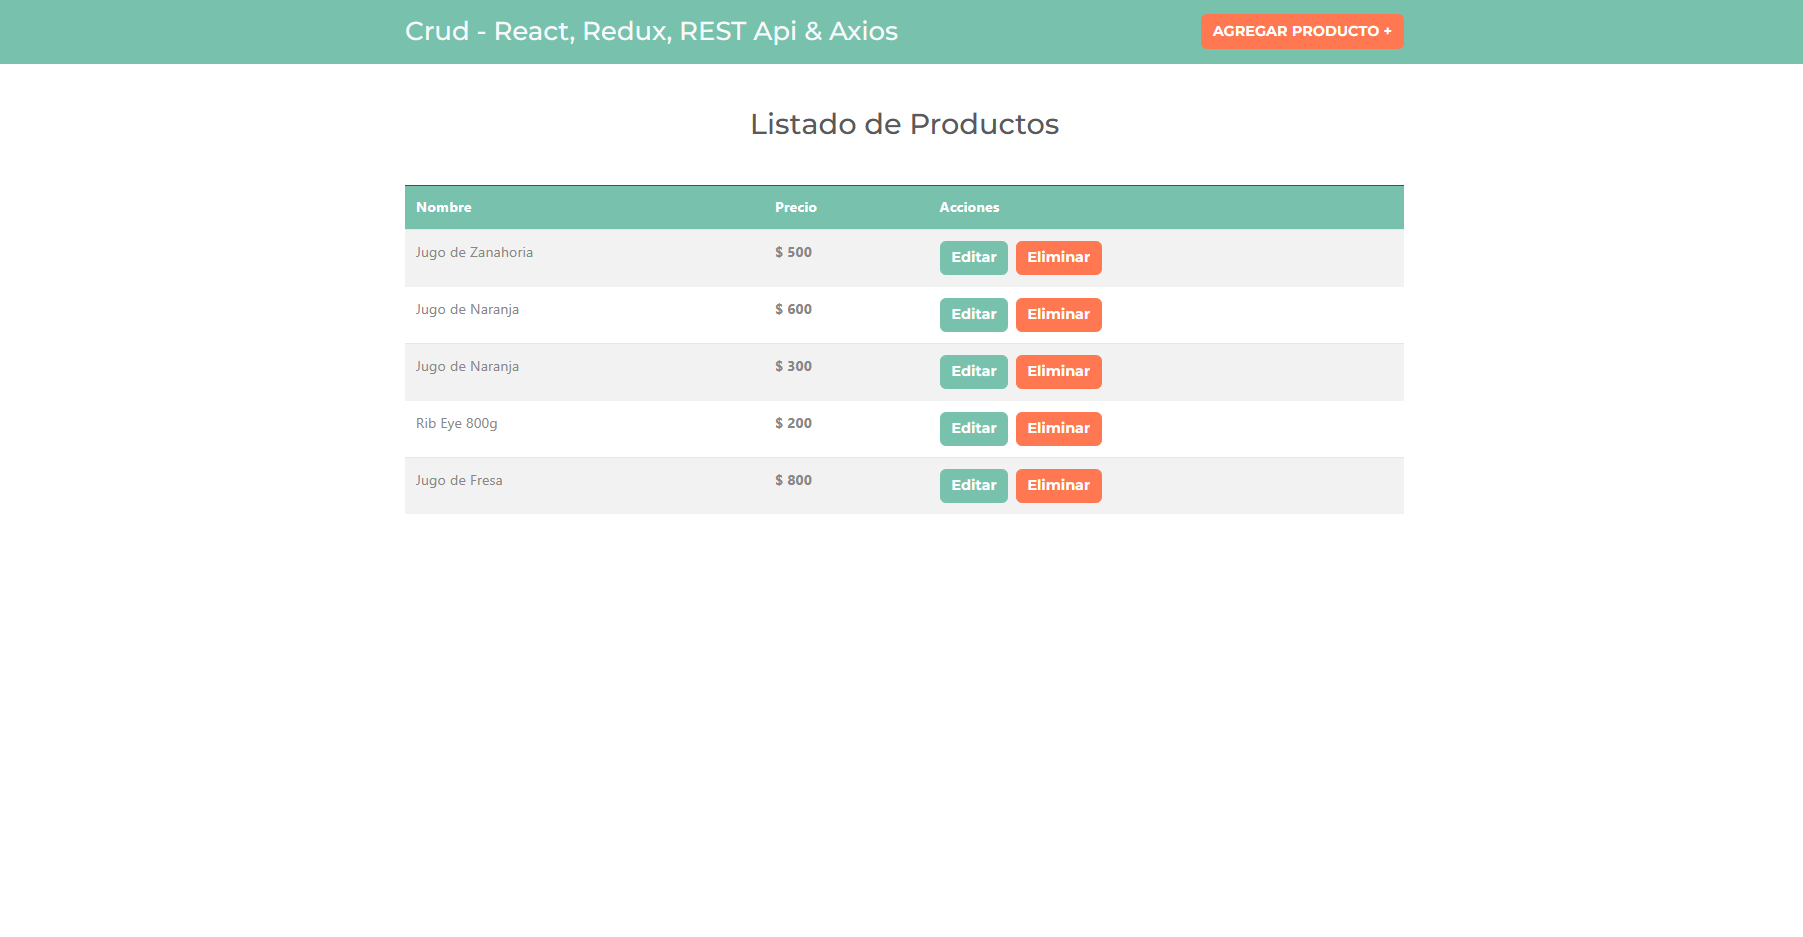 Crud - React, Redux, REST Api & Axios
AGREGAR PRODUCTO +
Listado de Productos
Nombre Precio Acciones
Jugo de Zanahoria $ 500 Editar Eliminar
Jugo de Naranja $ 600 Editar Eliminar
Jugo de Naranja $ 300 Editar Eliminar
Rib Eye 800g $ 200 Editar Eliminar
Jugo de Fresa $ 800 Editar Eliminar